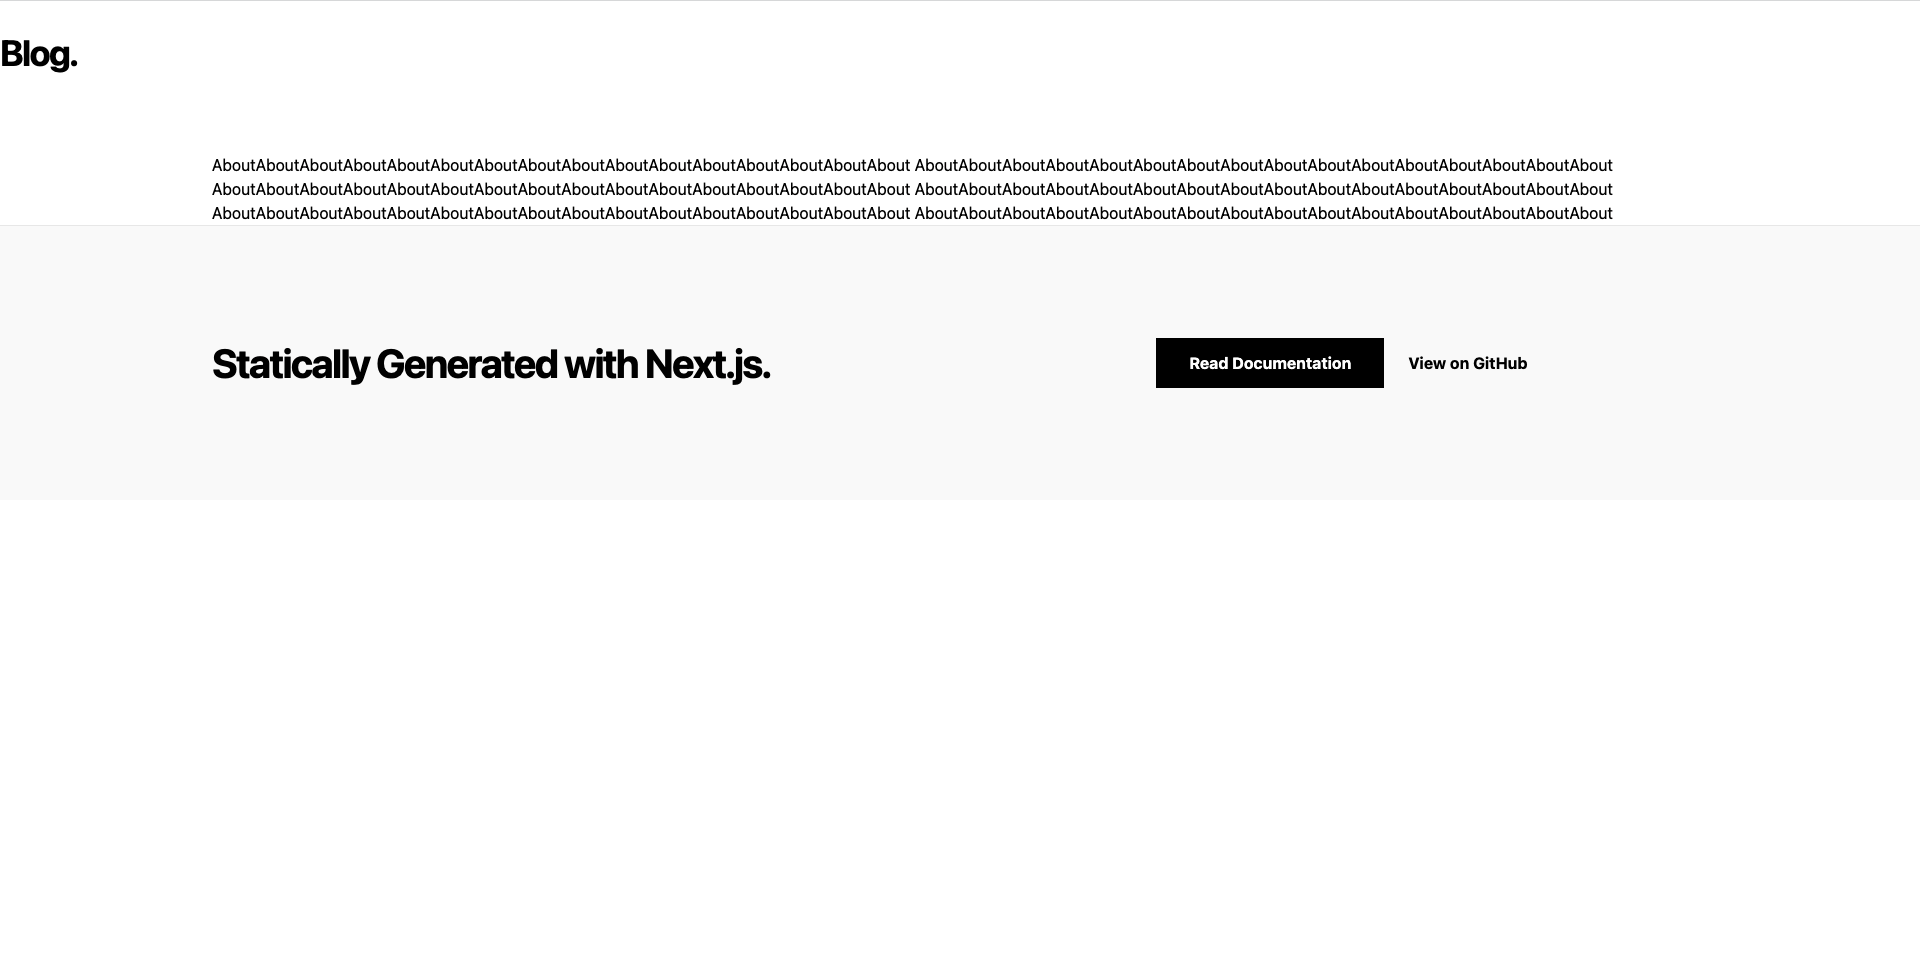 Blog.
AboutAboutAboutAboutAboutAboutAboutAboutAboutAboutAboutAboutAboutAboutAboutAbout AboutAboutAboutAboutAboutAboutAboutAboutAboutAboutAboutAboutAboutAboutAboutAbout
AboutAboutAboutAboutAboutAboutAboutAboutAboutAboutAboutAboutAboutAboutAboutAbout AboutAboutAboutAboutAboutAboutAboutAboutAboutAboutAboutAboutAboutAboutAboutAbout
AboutAboutAboutAboutAboutAboutAboutAboutAboutAboutAboutAboutAboutAboutAboutAbout AboutAboutAboutAboutAboutAboutAboutAboutAboutAboutAboutAboutAboutAboutAboutAbout
Statically Generated with Next.js.
Read Documentation
View on GitHub